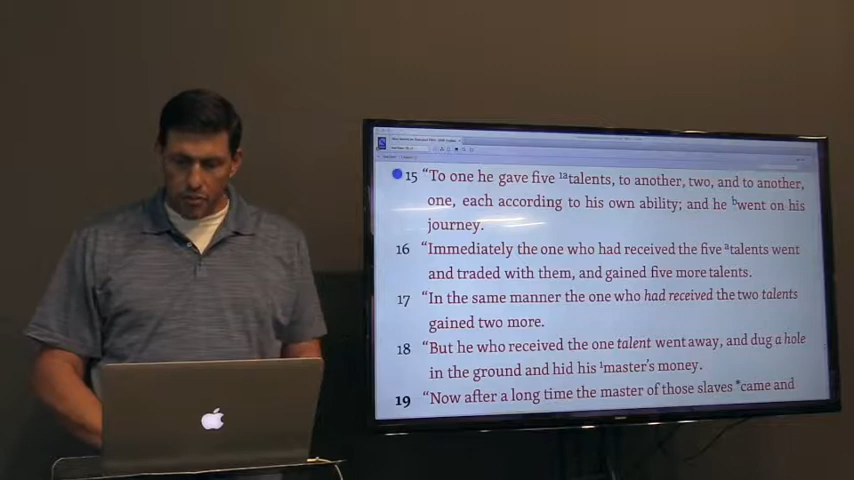 15 “To one he gave five 1atalents, to another, two, and to another,
one, each according to his own ability; and he bwent on his
journey.
16 “Immediately the one who had received the five atalents went
and traded with them, and gained five more talents.
17 “In the same manner the one who had received the two talents
gained two more.
18 “But he who received the one talent went away, and dug a hole
in the ground and hid his 1master’s money.
19 “Now after a long time the master of those slaves *came and